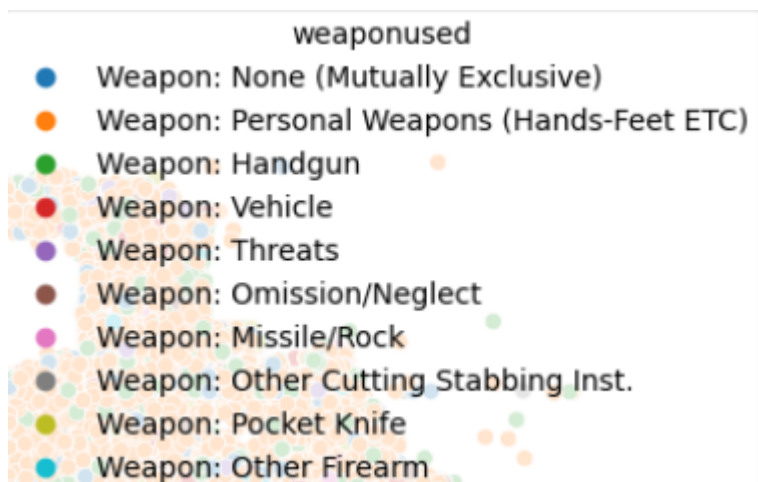 weaponused
Weapon: None (Mutually Exclusive)
Weapon: Personal Weapons (Hands-Feet ETC)
Weapon: Handgun
Weapon: Vehicle
Weapon: Threats
Weapon: Omission/Neglect
Weapon: Missile/Rock
Weapon: Other Cutting Stabbing Inst.
Weapon: Pocket Knife
Weapon: Other Firearm